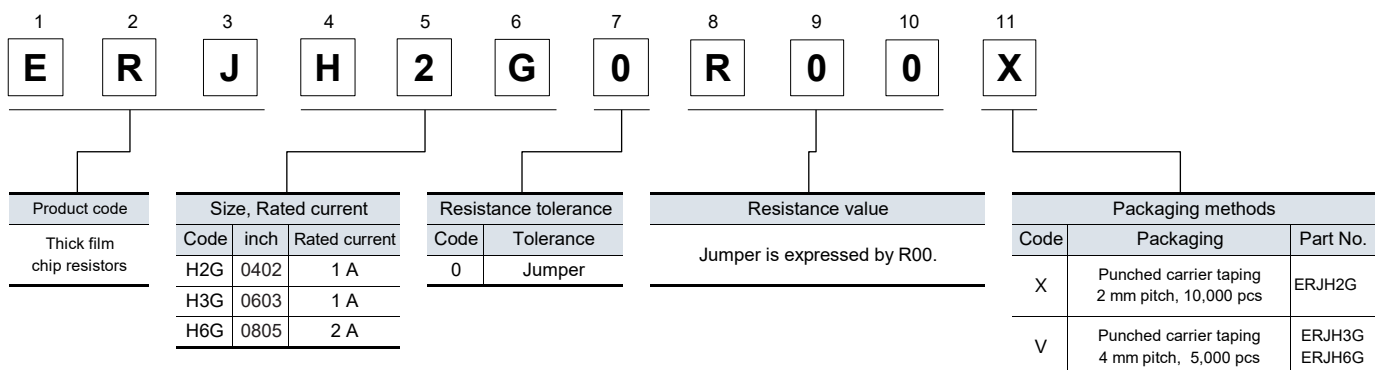 1 2 3 4 5 6 7 8 9 10 11
E R J H 2 G 0 R 0 0 X
Product code
Thick film
chip resistors
Size, Rated current
Code inch Rated current
H2G 0402 1 A
H3G 0603 1 A
H6G 0805 2 A
Resistance tolerance
Code Tolerance
0 Jumper
Resistance value
Jumper is expressed by R00.
Packaging methods
Code Packaging Part No.
X Punched carrier taping
2 mm pitch, 10,000 pcs ERJH2G
V Punched carrier taping
4 mm pitch, 5,000 pcs ERJH3G
ERJH6G